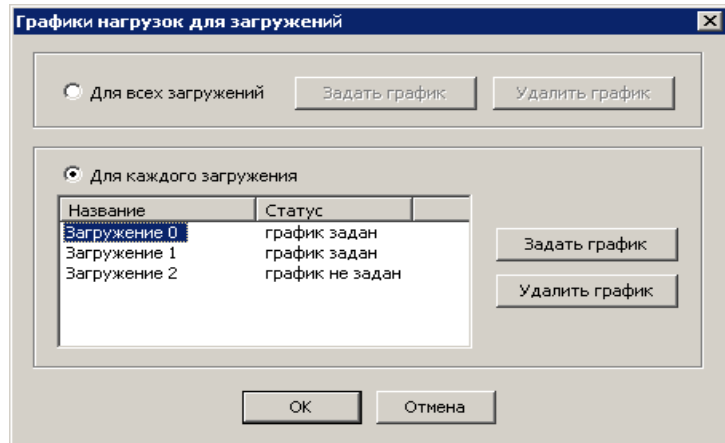 Графики нагрузок для загружений
Для всех загружений Задать график Удалить график
Для каждого загружения
Название Статус
Загружение 0 график задан
Загружение 1 график задан
Загружение 2 график не задан
Задать график
Удалить график
OK Отмена